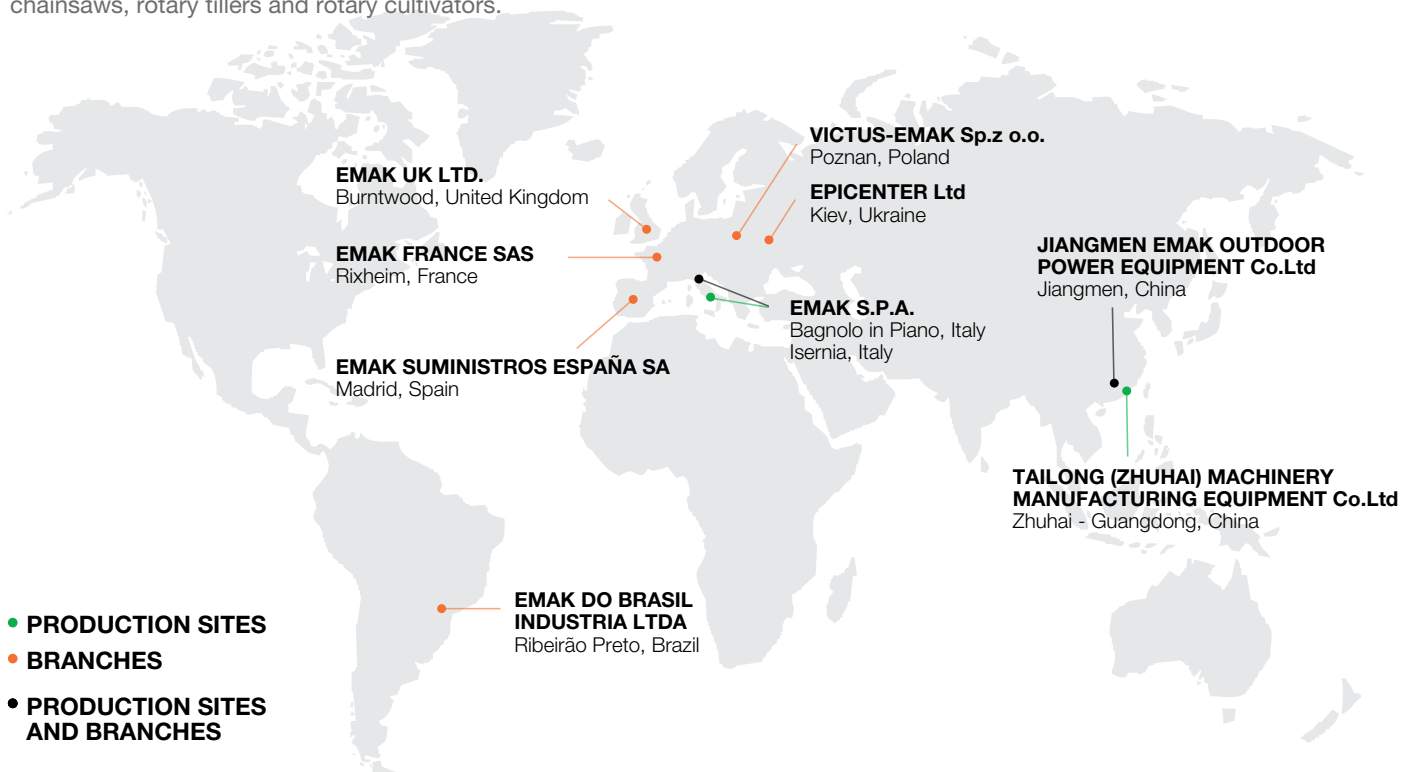 chainsaws, rotary tillers and rotary cultivators.
VICTUS-EMAK Sp.z o.o.
Poznan, Poland
EMAK UK LTD.
Burntwood, United Kingdom
EPICENTER Ltd
Kiev, Ukraine
EMAK FRANCE SAS
Rixheim, France
JIANGMEN EMAK OUTDOOR
POWER EQUIPMENT Co.Ltd
Jiangmen, China
EMAK S.P.A.
Bagnolo in Piano, Italy
Isernia, Italy
EMAK SUMINISTROS ESPAÑA SA
Madrid, Spain
TAILONG (ZHUHAI) MACHINERY
MANUFACTURING EQUIPMENT Co.Ltd
Zhuhai - Guangdong, China
EMAK DO BRASIL
INDUSTRIA LTDA
Ribeirão Preto, Brazil
PRODUCTION SITES
BRANCHES
PRODUCTION SITES
AND BRANCHES